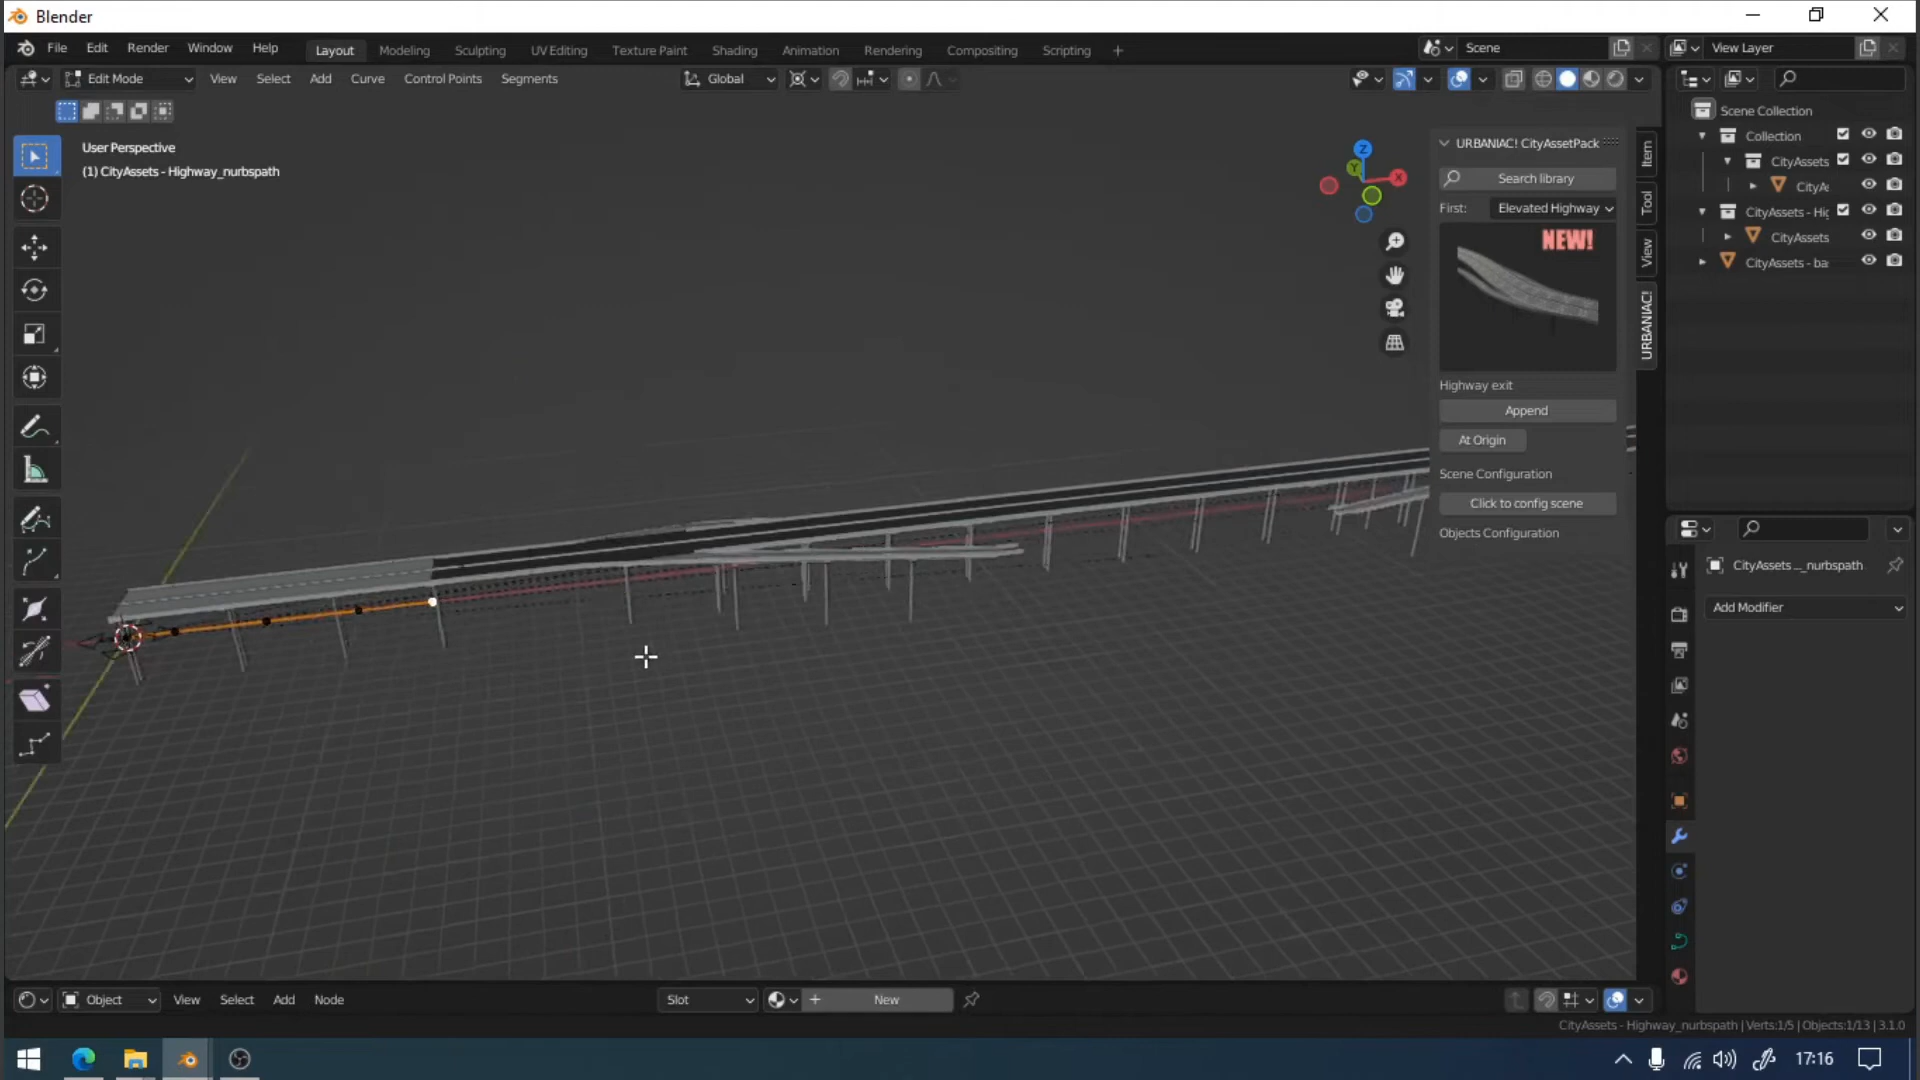 Blender
File Edit Render Window Help Layout Modeling Sculpting UV Editing Texture Paint Shading Animation Rendering Compositing Scripting + Scene View Layer
Edit Mode View Select Add Curve Control Points Segments Global
User Perspective
(1) CityAssets - Highway_nurbspath
Z
Y
X
URBANIAC! CityAssetPack
Search library
First: Elevated Highway
NEW!
Highway exit
Append
At Origin
Scene Configuration
Click to config scene
Objects Configuration
Item
Tool
View
URBANIAC!
Scene Collection
Collection
CityAssets
CityA
CityAssets - Hig
CityAssets
CityAssets - ba
CityAssets ..._nurbspath
Add Modifier
Object View Select Add Node Slot + New
CityAssets - Highway_nurbspath | Verts:1/5 | Objects:1/13 | 3.1.0
17:16